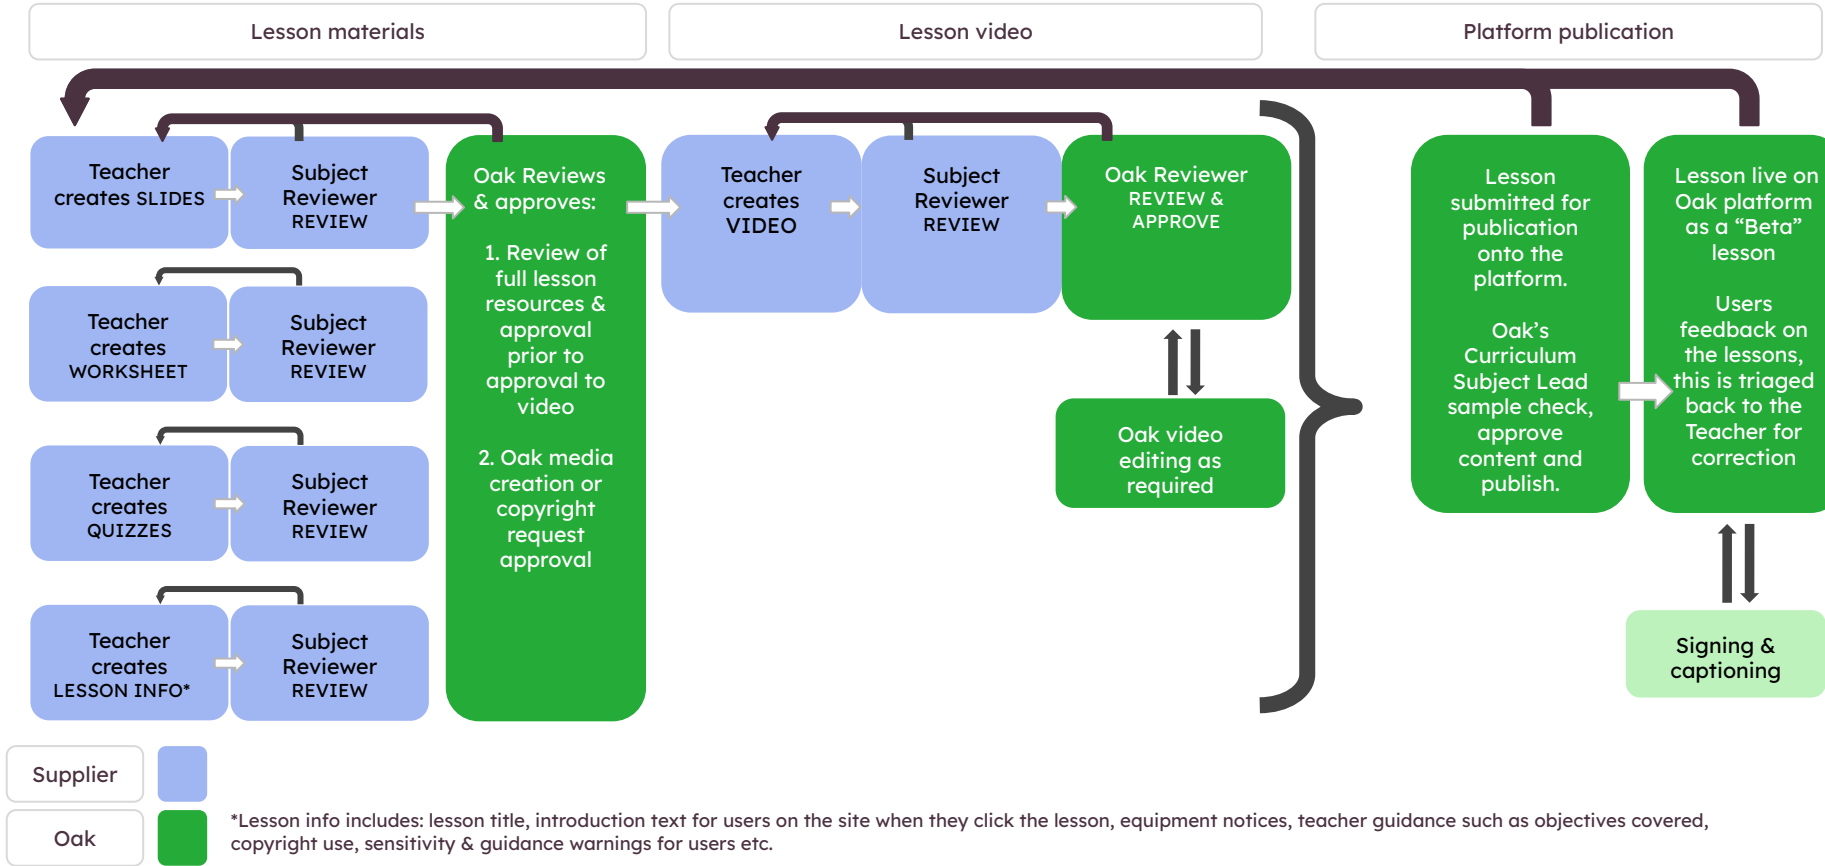 Lesson materials
Lesson video
Platform publication
Teacher
creates SLIDES
Subject
Reviewer
REVIEW
Teacher
creates
WORKSHEET
Subject
Reviewer
REVIEW
Teacher
creates
QUIZZES
Subject
Reviewer
REVIEW
Teacher
creates
LESSON INFO*
Subject
Reviewer
REVIEW
Oak Reviews
& approves:
1. Review of
full lesson
resources &
approval
prior to
approval to
video
2. Oak media
creation or
copyright
request
approval
Teacher
creates
VIDEO
Subject
Reviewer
REVIEW
Oak Reviewer
REVIEW &
APPROVE
Oak video
editing as
required
Lesson
submitted for
publication
onto the
platform.
Oak’s
Curriculum
Subject Lead
sample check,
approve
content and
publish.
Lesson live on
Oak platform
as a “Beta”
lesson
Users
feedback on
the lessons,
this is triaged
back to the
Teacher for
correction
Signing &
captioning
Supplier
Oak
*Lesson info includes: lesson title, introduction text for users on the site when they click the lesson, equipment notices, teacher guidance such as objectives covered,
copyright use, sensitivity & guidance warnings for users etc.